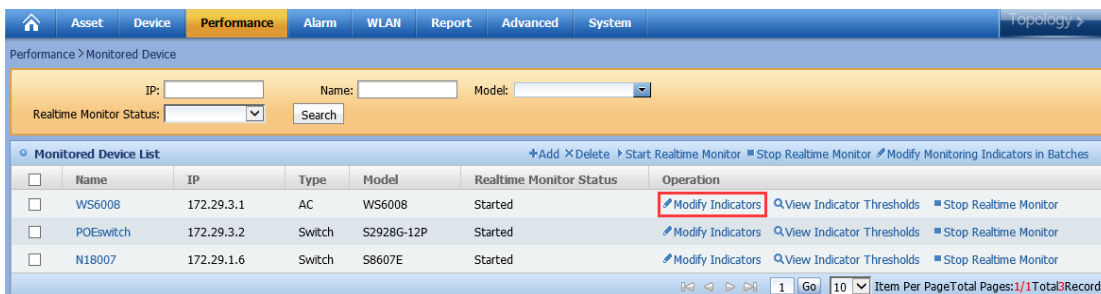 Asset Device Performance Alarm WLAN Report Advanced System Topology >
Performance > Monitored Device
IP: Name: Model:
Realtime Monitor Status: Search
Monitored Device List +Add ×Delete Start Realtime Monitor Stop Realtime Monitor Modify Monitoring Indicators in Batches
Name IP Type Model Realtime Monitor Status Operation
WS6008 172.29.3.1 AC WS6008 Started Modify Indicators View Indicator Thresholds Stop Realtime Monitor
POEswitch 172.29.3.2 Switch S2928G-12P Started Modify Indicators View Indicator Thresholds Stop Realtime Monitor
N18007 172.29.1.6 Switch S8607E Started Modify Indicators View Indicator Thresholds Stop Realtime Monitor
1 Go 10 Item Per PageTotal Pages:1/1Total3Record